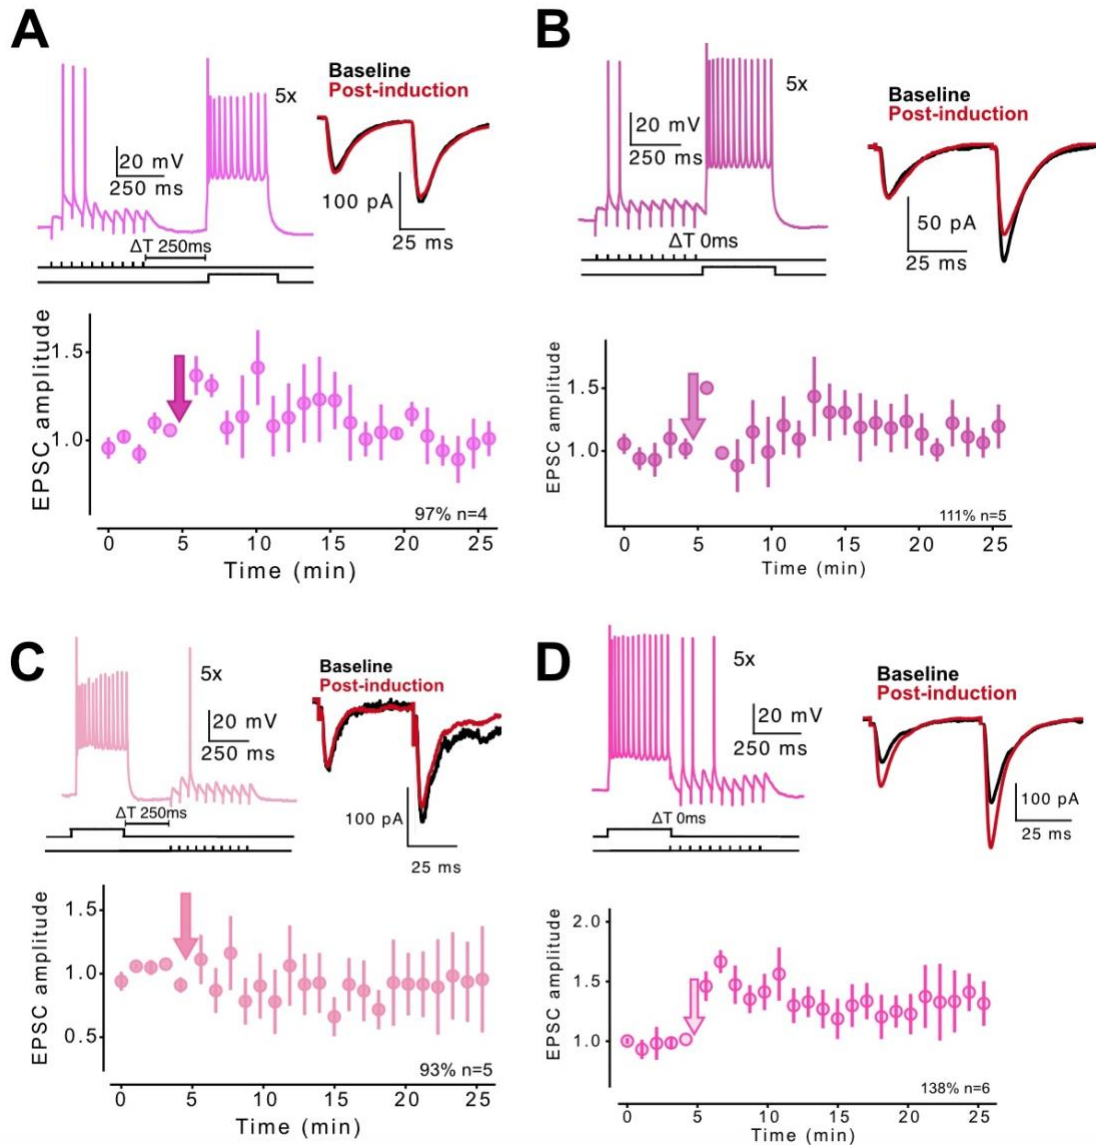 A
Baseline
Post-induction
5x
20 mV
250 ms
100 pA
25 ms
ΔT 250ms
EPSC amplitude
1.5
1.0
97% n=4
0 5 10 15 20 25
Time (min)
B
5x
Baseline
Post-induction
20 mV
250 ms
50 pA
25 ms
ΔT 0ms
EPSC amplitude
1.5
1.0
111% n=5
0 5 10 15 20 25
Time (min)
C
5x
Baseline
Post-induction
20 mV
250 ms
ΔT 250ms
100 pA
25 ms
EPSC amplitude
1.5
1.0
0.5
93% n=5
0 5 10 15 20 25
Time (min)
D
5x
Baseline
Post-induction
20 mV
250 ms
100 pA
25 ms
ΔT 0ms
EPSC amplitude
2.0
1.5
1.0
138% n=6
0 5 10 15 20 25
Time (min)